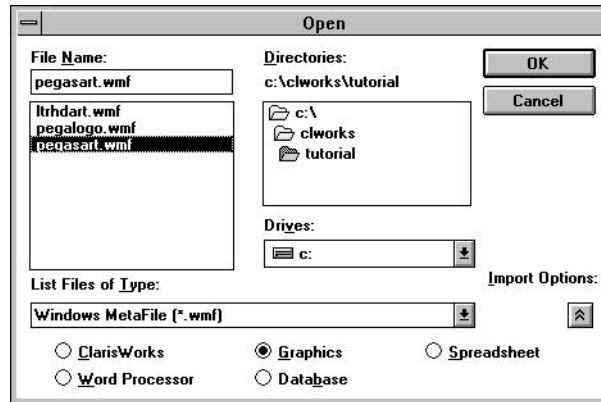 Open
File Name:
pegasart.wmf
ltrhdart.wmf
pegalogo.wmf
pegasart.wmf
Directories:
c:\clworks\tutorial
c:\
clworks
tutorial
OK
Cancel
Drives:
c:
List Files of Type:
Windows MetaFile (*.wmf)
Import Options:
ClarisWorks
Graphics
Spreadsheet
Word Processor
Database